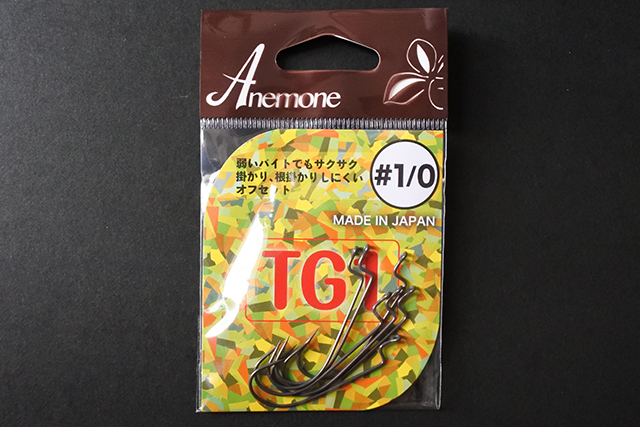 Anemone
弱いバイトでもサクサク
掛かり、根掛かりしにくい
オフセット
#1/0
MADE IN JAPAN
TG1